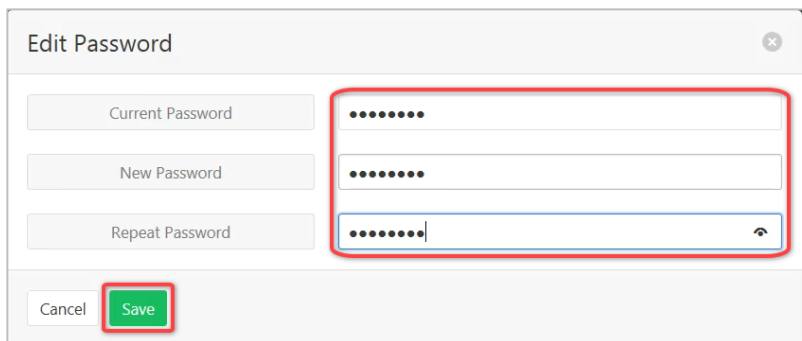 Edit Password
Current Password ••••••••
New Password ••••••••
Repeat Password ••••••••
Cancel Save